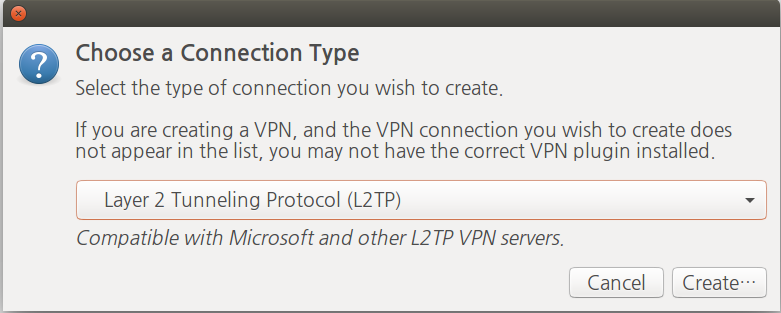 Choose a Connection Type
Select the type of connection you wish to create.
If you are creating a VPN, and the VPN connection you wish to create does
not appear in the list, you may not have the correct VPN plugin installed.
Layer 2 Tunneling Protocol (L2TP)
Compatible with Microsoft and other L2TP VPN servers.
Cancel
Create…